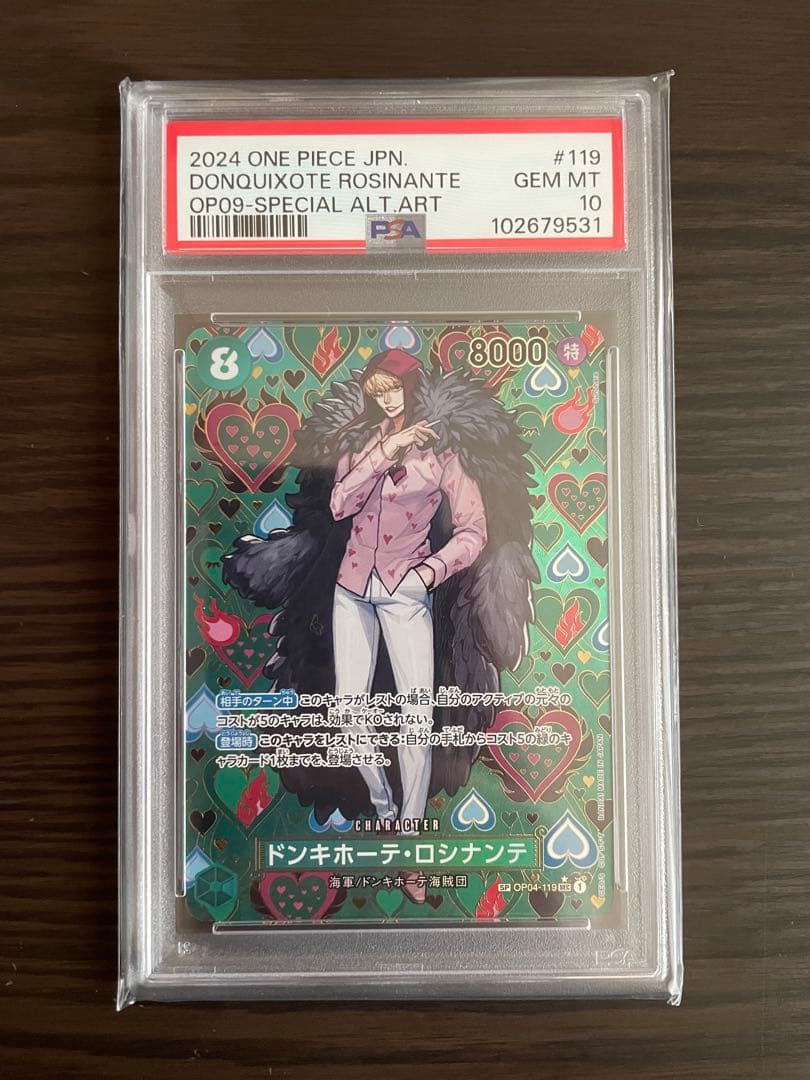 2024 ONE PIECE JPN. #119
DONQUIXOTE ROSINANTE GEM MT
OP09-SPECIAL ALT.ART 10
PSA 102679531
8 8000 特
相手のターン中 このキャラがレストの場合、自分のアクティブの元々の
コストが5のキャラは、効果でKOされない。
登場時 このキャラをレストにできる：自分の手札からコスト5の緑のキ
ャラカード1枚までを、登場させる。
BANDAI MADE IN JAPAN
CHARACTER
ドンキホーテ・ロシナンテ
海軍/ドンキホーテ海賊団
SP OP04-119 SEC 1